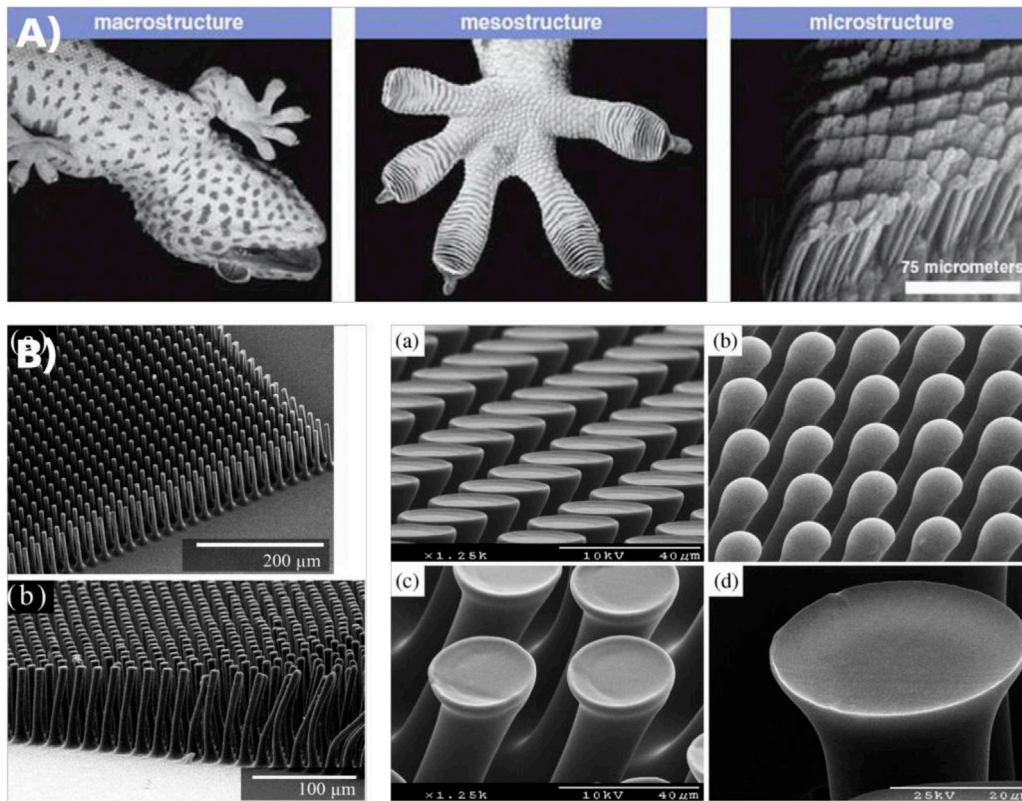 A)
macrostructure
mesostructure
microstructure
75 micrometers
B)
200 μm
(b)
100 μm
(a)
×1.25k 10kV 40μm
(b)
(c)
×1.25k 10kV 40μm
(d)
25kV 20μm